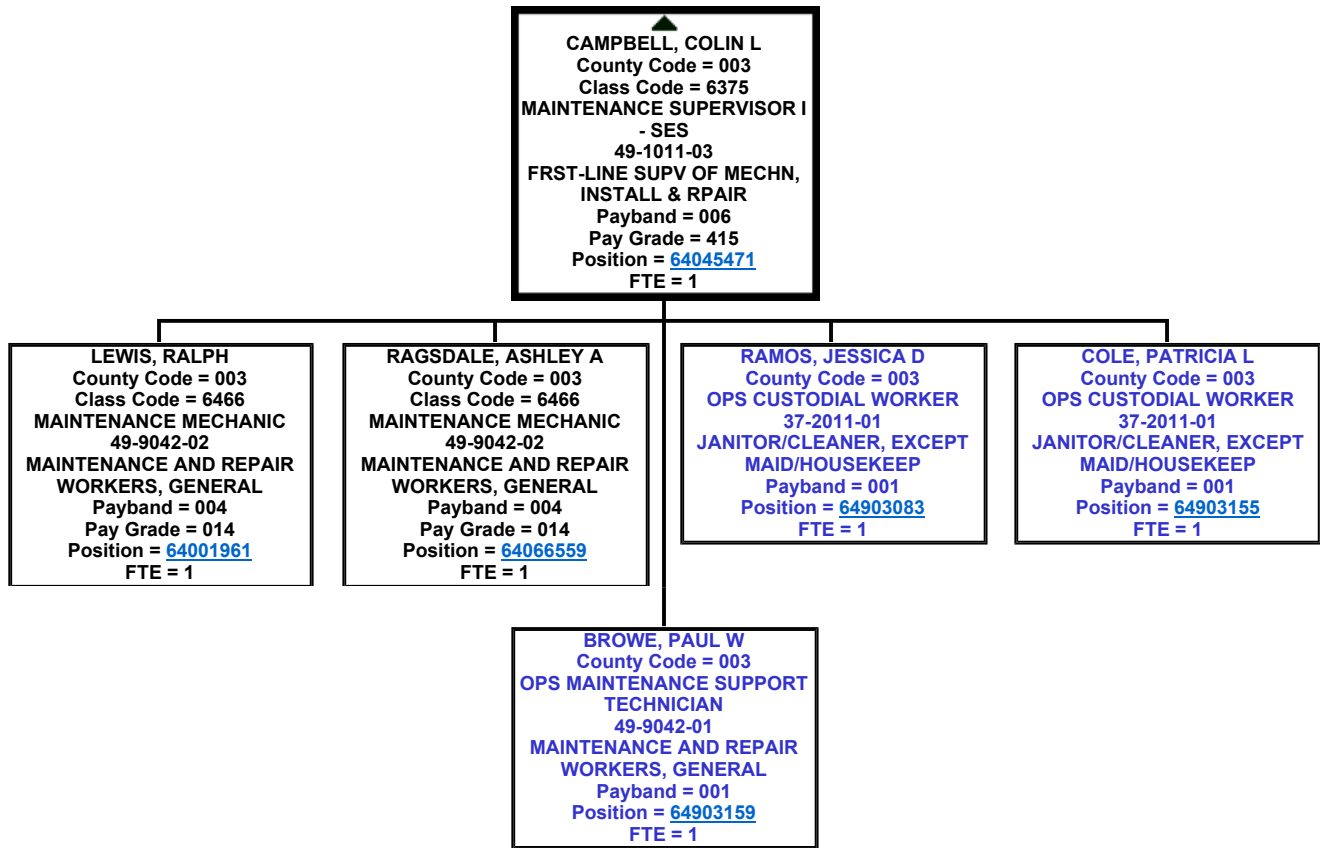 CAMPBELL, COLIN L
County Code = 003
Class Code = 6375
MAINTENANCE SUPERVISOR I
- SES
49-1011-03
FRST-LINE SUPV OF MECHN,
INSTALL & RPAIR
Payband = 006
Pay Grade = 415
Position = 64045471
FTE = 1
LEWIS, RALPH
County Code = 003
Class Code = 6466
MAINTENANCE MECHANIC
49-9042-02
MAINTENANCE AND REPAIR
WORKERS, GENERAL
Payband = 004
Pay Grade = 014
Position = 64001961
FTE = 1
RAGSDALE, ASHLEY A
County Code = 003
Class Code = 6466
MAINTENANCE MECHANIC
49-9042-02
MAINTENANCE AND REPAIR
WORKERS, GENERAL
Payband = 004
Pay Grade = 014
Position = 64066559
FTE = 1
RAMOS, JESSICA D
County Code = 003
OPS CUSTODIAL WORKER
37-2011-01
JANITOR/CLEANER, EXCEPT
MAID/HOUSEKEEP
Payband = 001
Position = 64903083
FTE = 1
COLE, PATRICIA L
County Code = 003
OPS CUSTODIAL WORKER
37-2011-01
JANITOR/CLEANER, EXCEPT
MAID/HOUSEKEEP
Payband = 001
Position = 64903155
FTE = 1
BROWE, PAUL W
County Code = 003
OPS MAINTENANCE SUPPORT
TECHNICIAN
49-9042-01
MAINTENANCE AND REPAIR
WORKERS, GENERAL
Payband = 001
Position = 64903159
FTE = 1